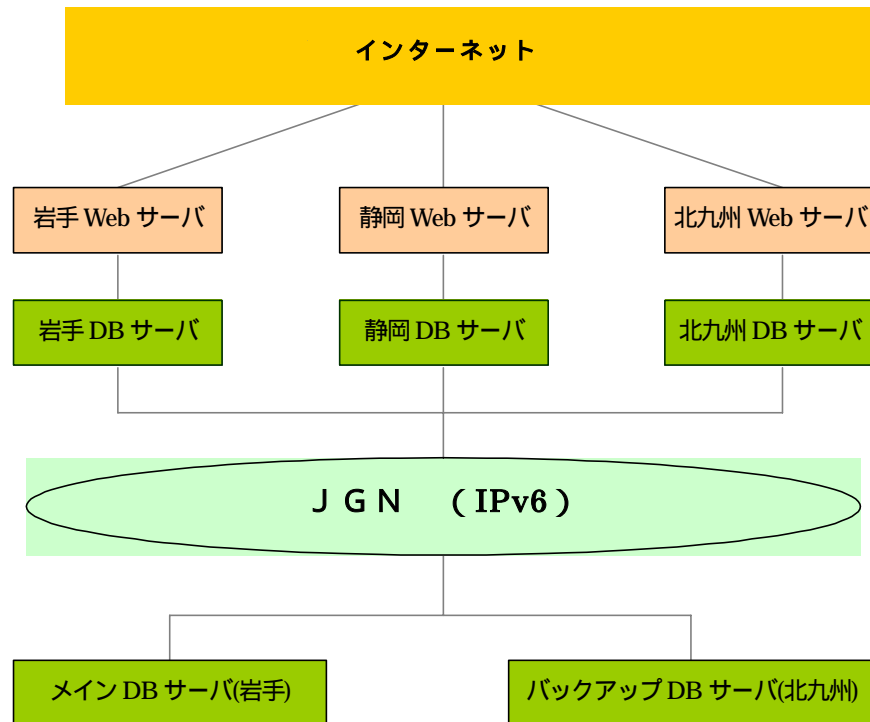 インターネット
岩手 Web サーバ
静岡 Web サーバ
北九州 Web サーバ
岩手 DB サーバ
静岡 DB サーバ
北九州 DB サーバ
ＪＧＮ （IPv6）
メイン DB サーバ(岩手)
バックアップ DB サーバ(北九州)